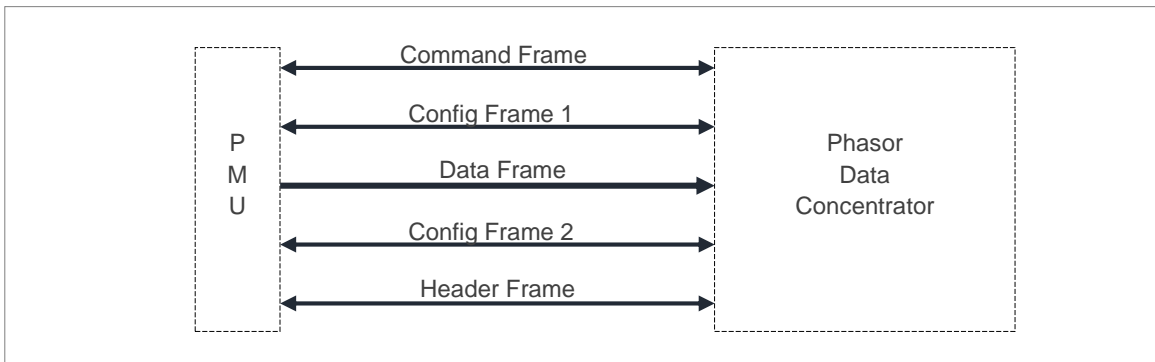 Command Frame
Config Frame 1
P
M
U
Data Frame
Phasor
Data
Concentrator
Config Frame 2
Header Frame